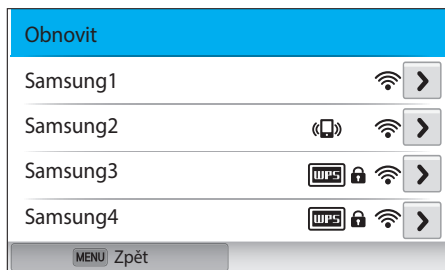 Obnovit
Samsung1
Samsung2
Samsung3 WPS
Samsung4 WPS
MENU Zpět